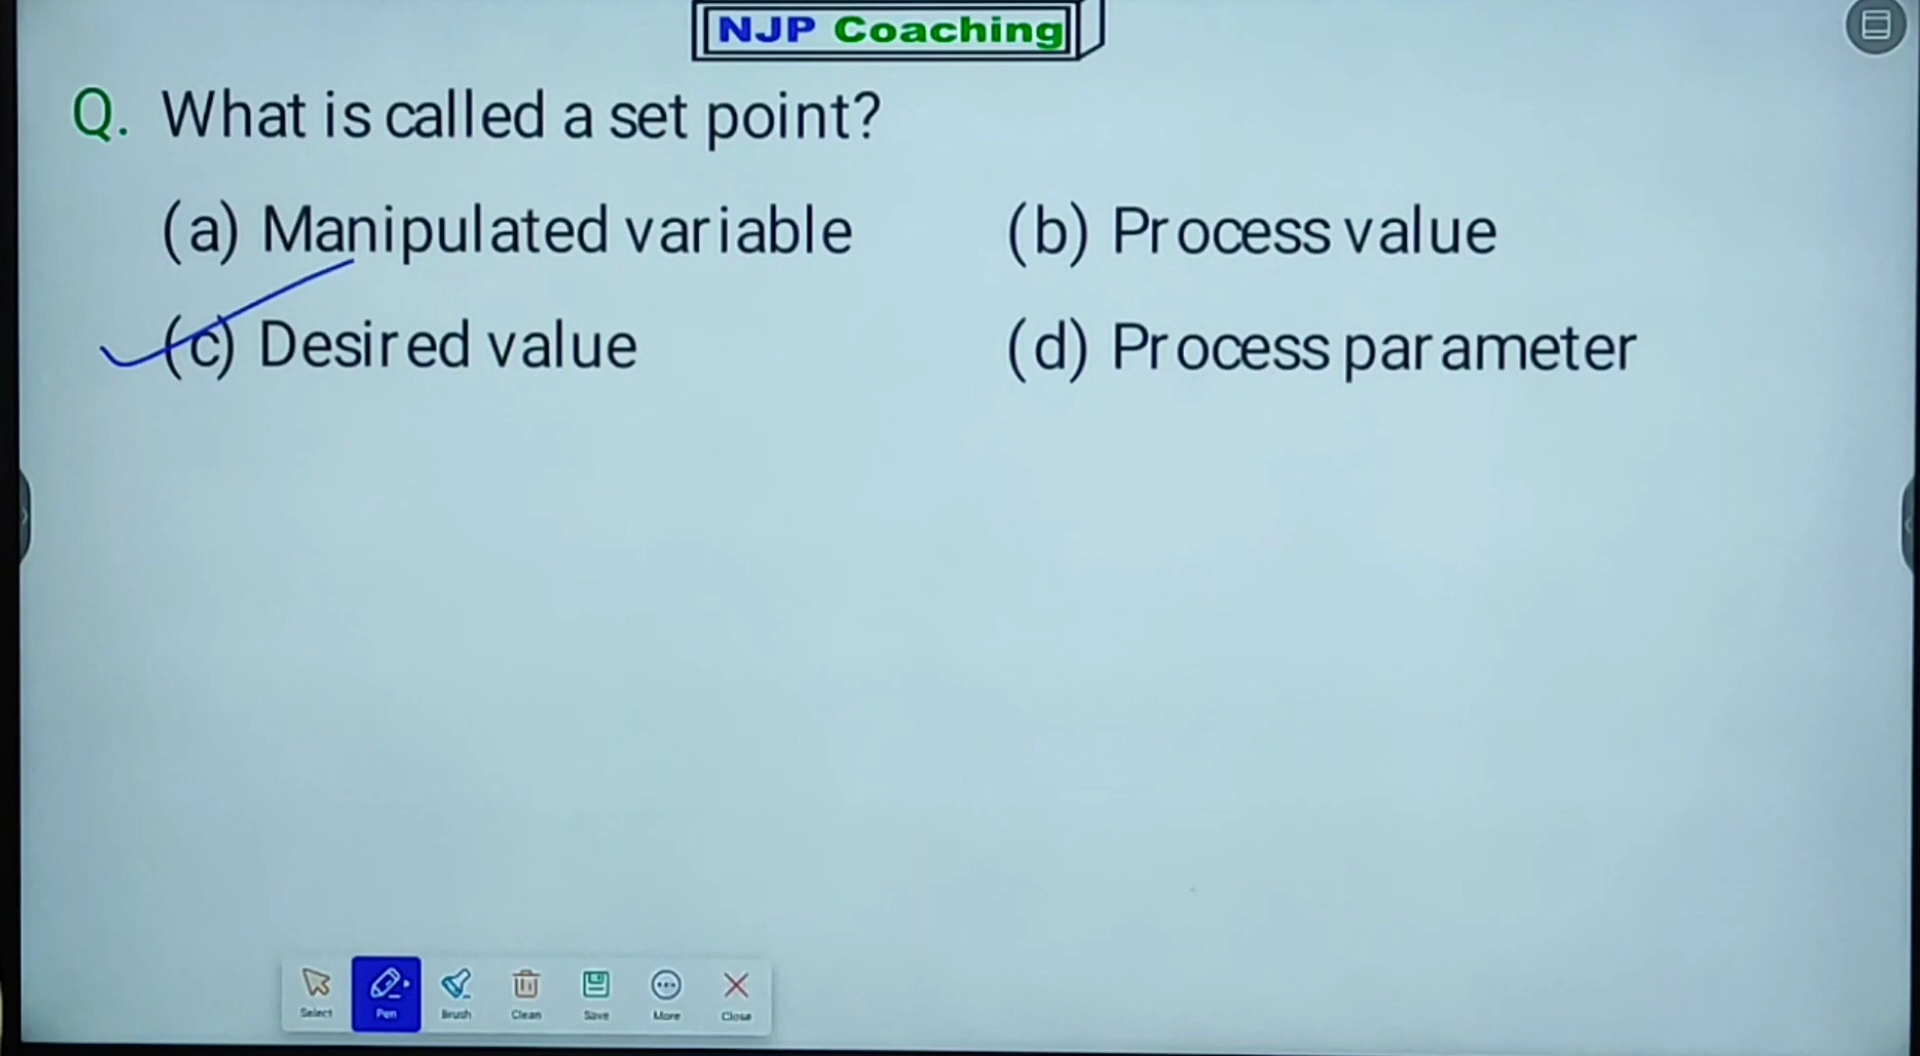 NJP Coaching
Q. What is called a set point?
(a) Manipulated variable (b) Process value
(c) Desired value (d) Process parameter
Select Pen Brush Clean Save More Close